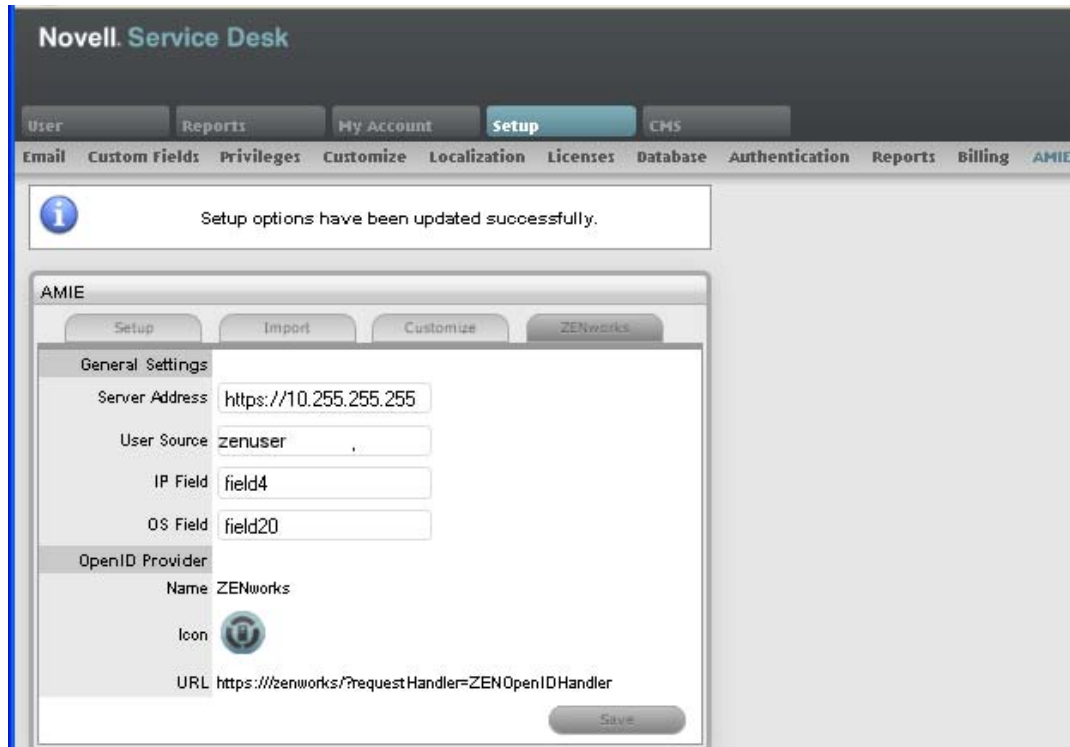 Novell. Service Desk
User Reports My Account Setup CMS
Email Custom Fields Privileges Customize Localization Licenses Database Authentication Reports Billing AMIE
Setup options have been updated successfully.
AMIE
Setup Import Customize ZENworks
General Settings
Server Address https://10.255.255.255
User Source zenuser ,
IP Field field4
OS Field field20
OpenID Provider
Name ZENworks
Icon
URL https:///zenworks/?requestHandler=ZENOpenIDHandler
Save